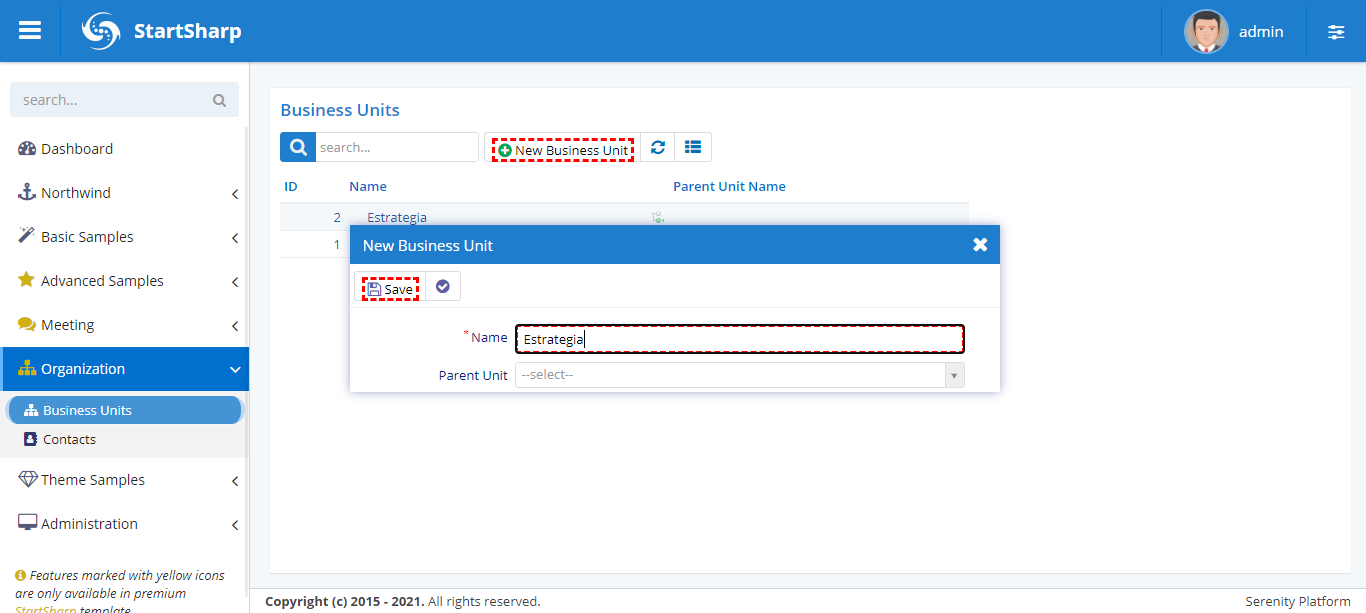 StartSharp
admin
search...
Dashboard
Northwind
Basic Samples
Advanced Samples
Meeting
Organization
Business Units
Contacts
Theme Samples
Administration
Features marked with yellow icons
are only available in premium
StartSharp template.
Business Units
search...
New Business Unit
ID Name Parent Unit Name
2 Estrategia
1
New Business Unit
Save
* Name Estrategia
Parent Unit --select--
Copyright (c) 2015 - 2021. All rights reserved.
Serenity Platform